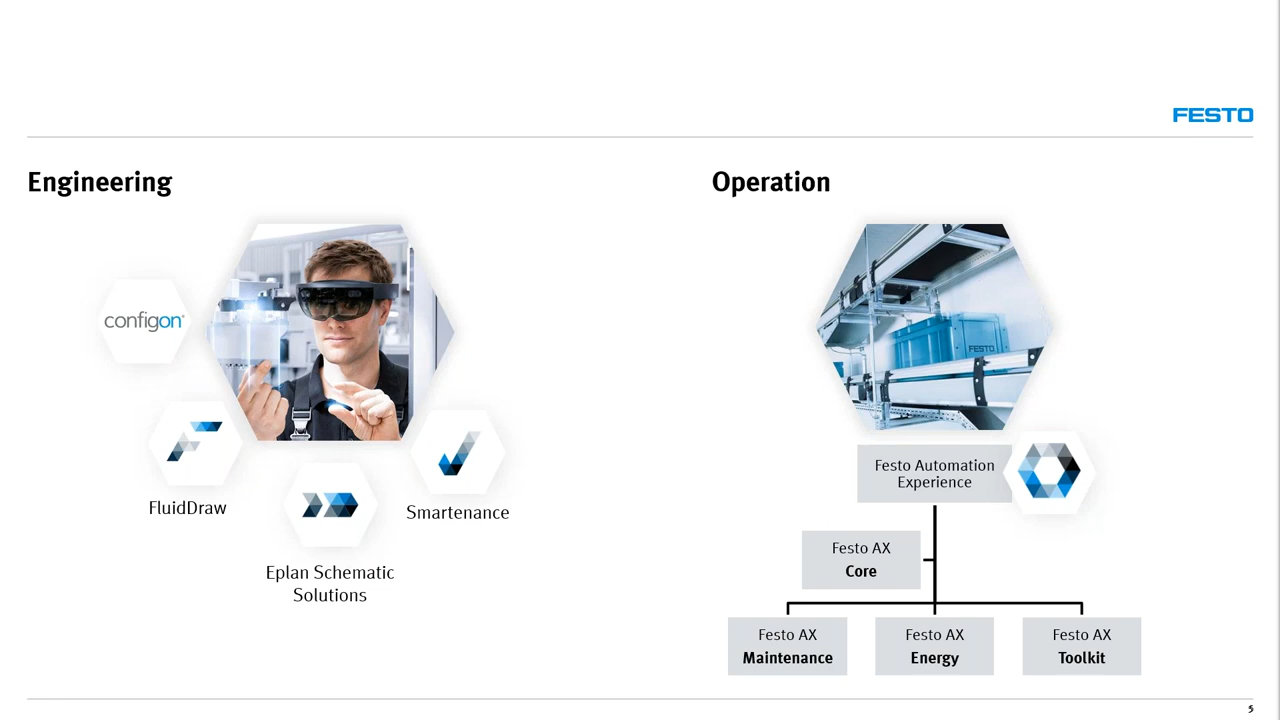 FESTO
Engineering
Operation
configon®
FESTO
FluidDraw
Smartenance
Eplan Schematic
Solutions
Festo Automation
Experience
Festo AX
Core
Festo AX
Maintenance
Festo AX
Energy
Festo AX
Toolkit
5